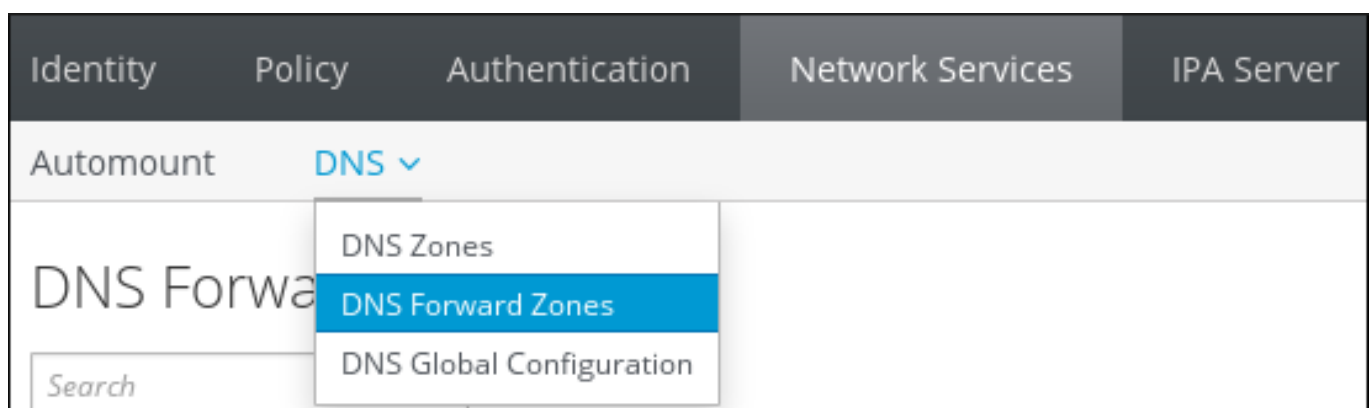 Identity Policy Authentication Network Services IPA Server
Automount DNS
DNS Zones
DNS Forwa
DNS Forward Zones
DNS Global Configuration
Search